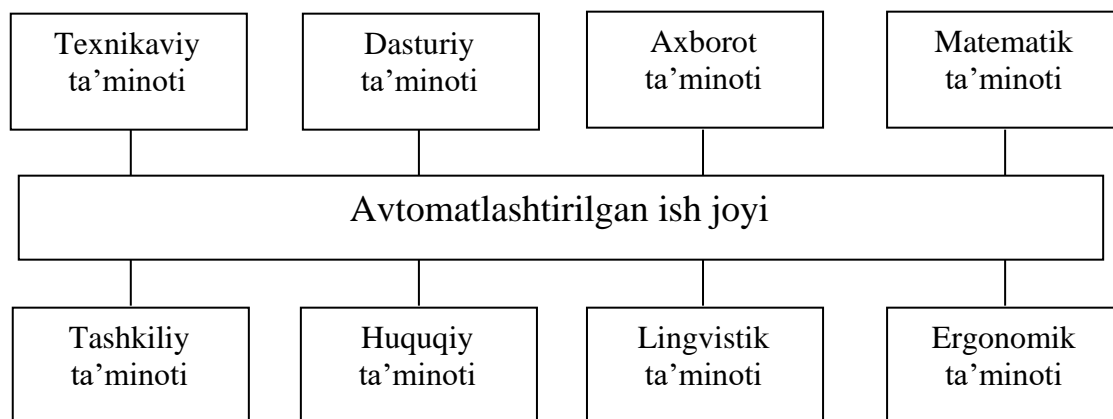 Texnikaviy
ta’minoti
Dasturiy
ta’minoti
Axborot
ta’minoti
Matematik
ta’minoti
Avtomatlashtirilgan ish joyi
Tashkiliy
ta’minoti
Huquqiy
ta’minoti
Lingvistik
ta’minoti
Ergonomik
ta’minoti